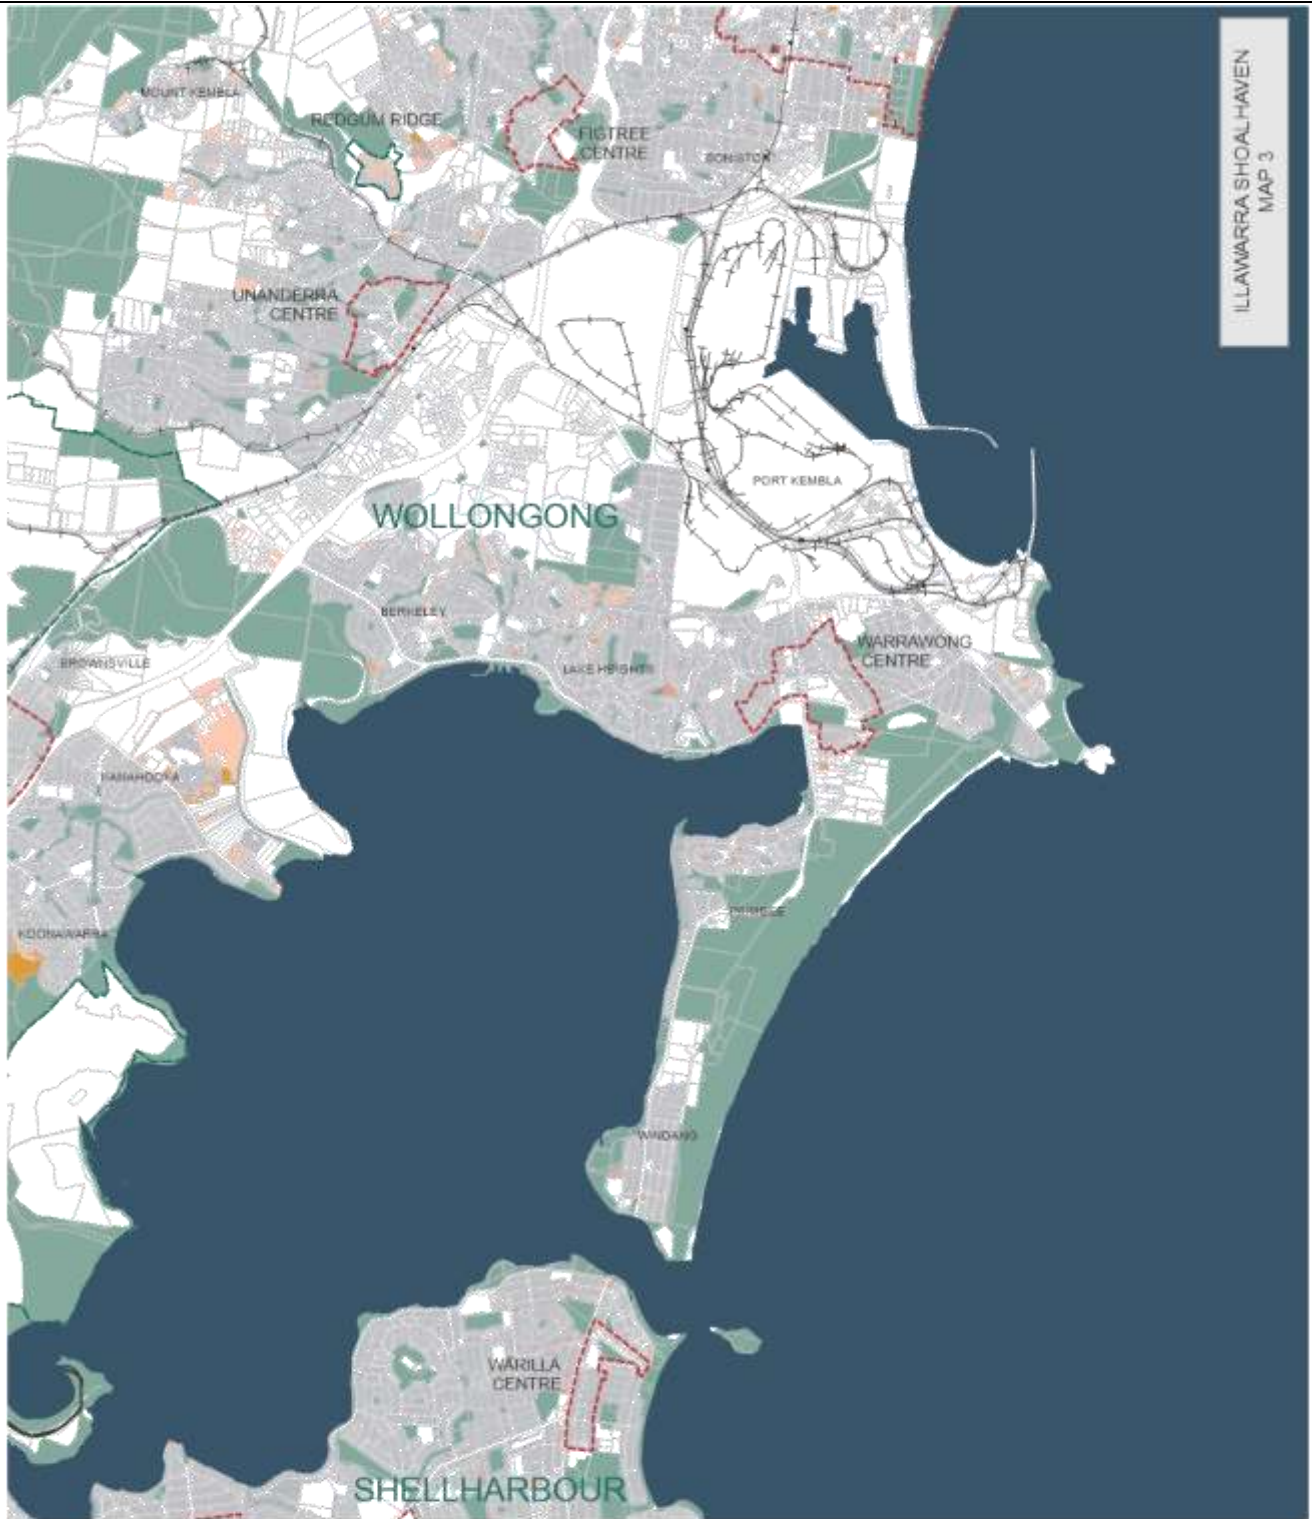 ILLAWARRA SHOALHAVEN
MAP 3
MOUNT KEMBLA
REDGUM RIDGE
FIGTREE
CENTRE
CONISTON
UNANDERRA
CENTRE
PORT KEMBLA
WOLLONGONG
BERKELEY
WARRAWONG
CENTRE
BROWNSVILLE
LAKE HEIGHTS
KANAHOOKA
PRIMBEE
KOONAWARRA
WINDANG
WARILLA
CENTRE
SHELLHARBOUR